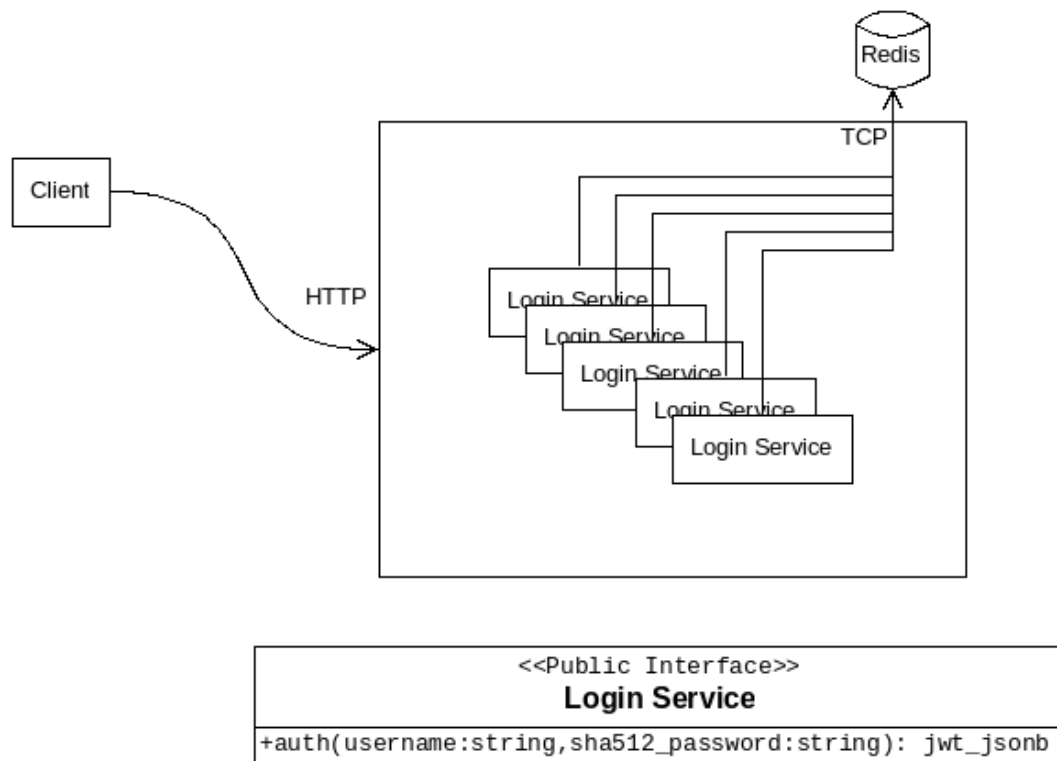 Redis
TCP
Client
HTTP
Login Service
Login Service
Login Service
Login Service
Login Service
<<Public Interface>>
Login Service
+auth(username:string,sha512_password:string): jwt_jsonb